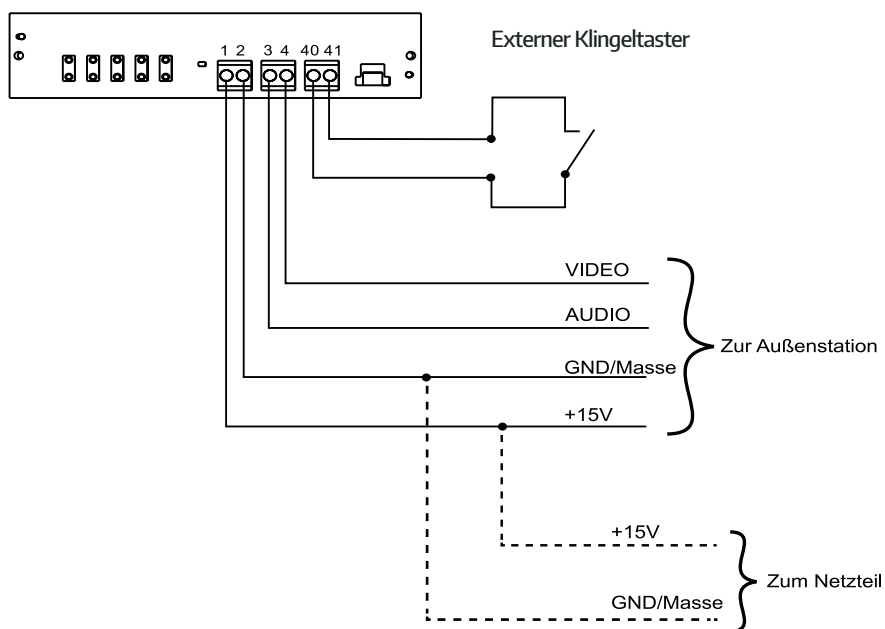 Externer Klingeltaster
1 2 3 4 40 41
VIDEO
AUDIO
GND/Masse
Zur Außenstation
+15V
+15V
Zum Netzteil
GND/Masse